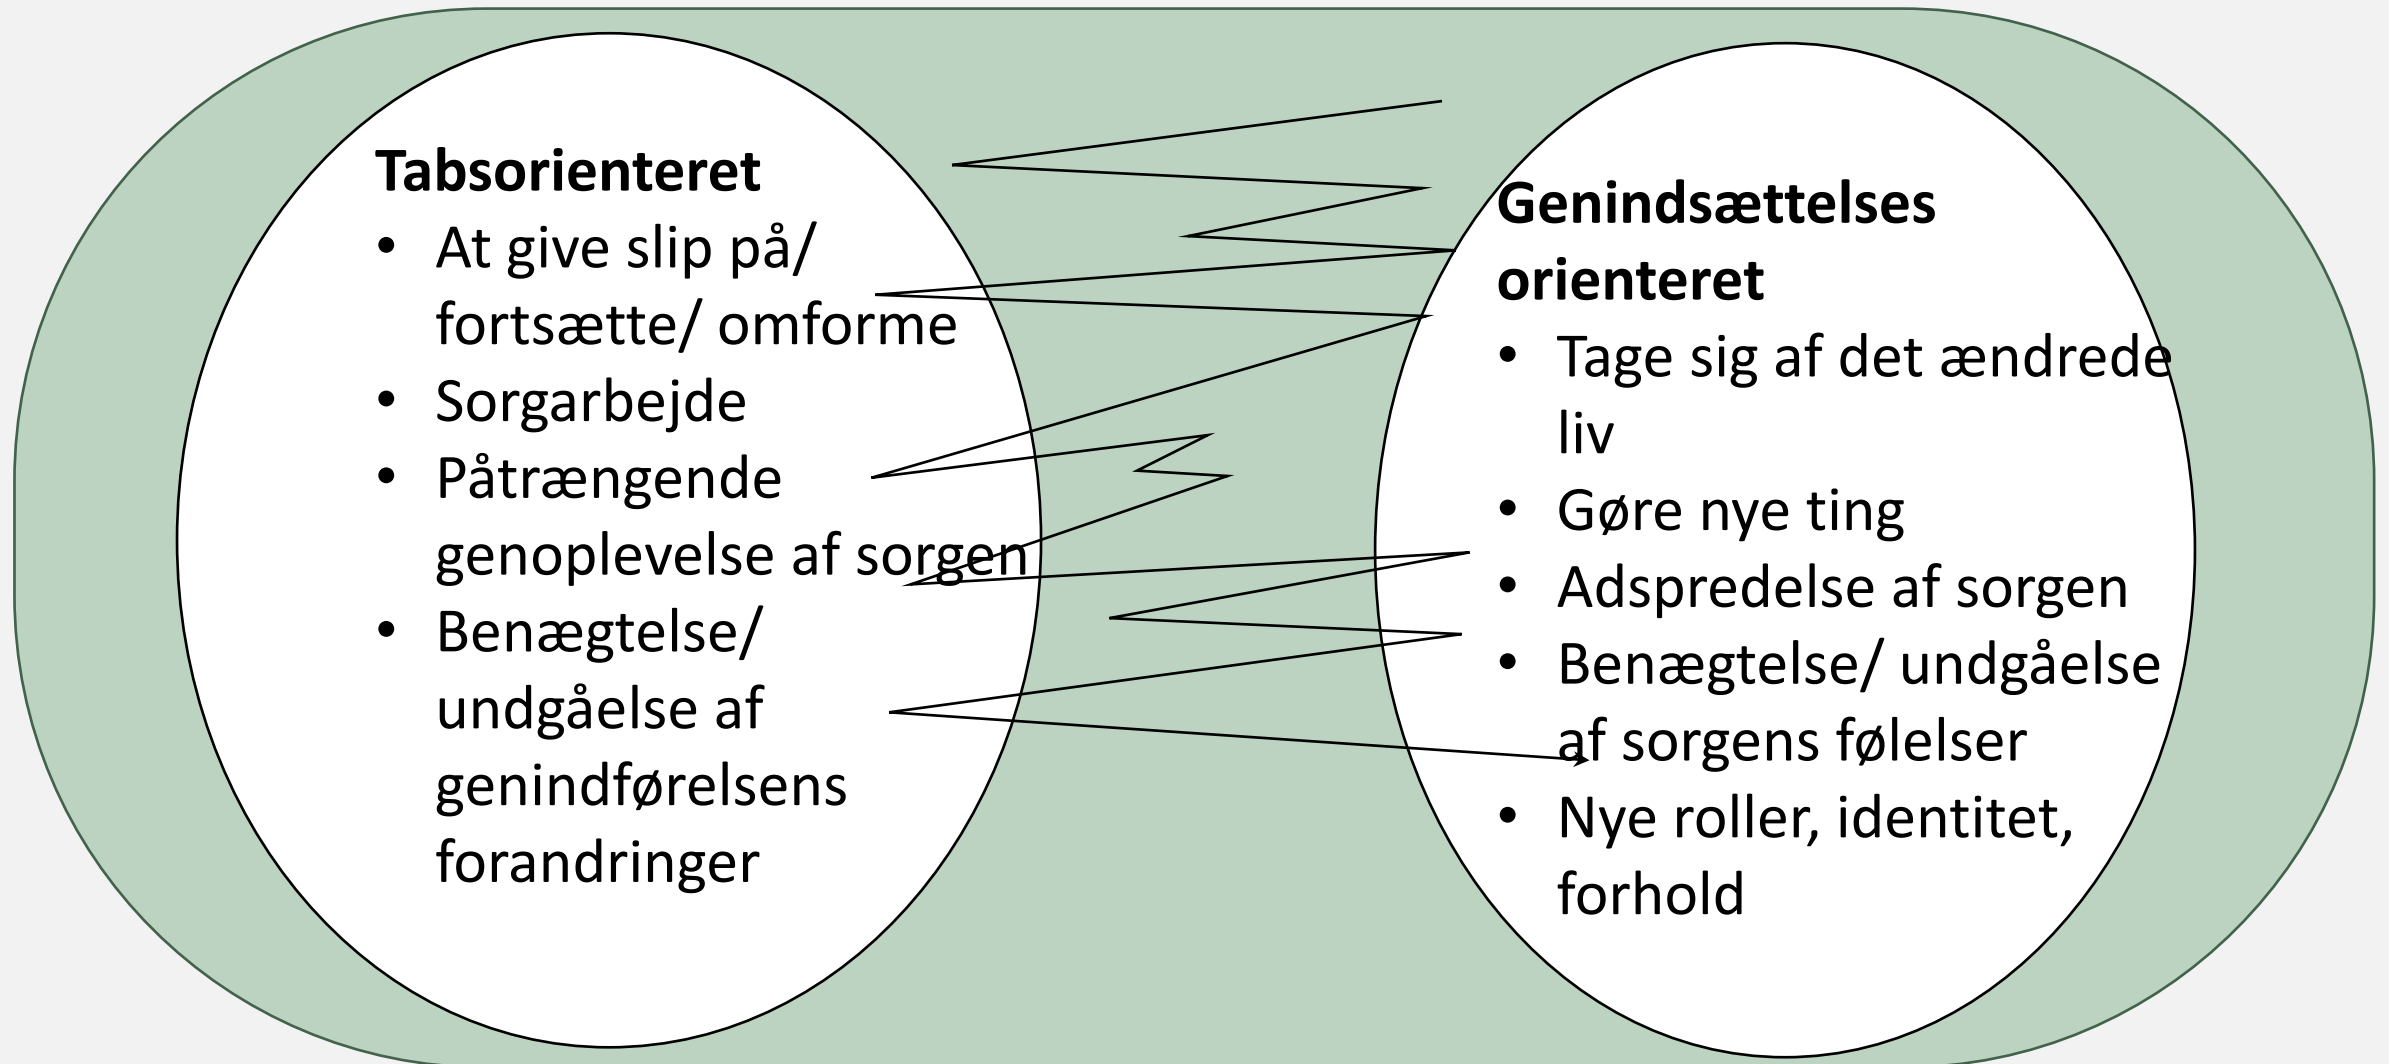 Tabsorienteret
• At give slip på/
fortsætte/ omforme
• Sorgarbejde
• Påtrængende
genoplevelse af sorgen
• Benægtelse/
undgåelse af
genindførelsens
forandringer
Genindsættelses
orienteret
• Tage sig af det ændrede
liv
• Gøre nye ting
• Adspredelse af sorgen
• Benægtelse/ undgåelse
af sorgens følelser
• Nye roller, identitet,
forhold